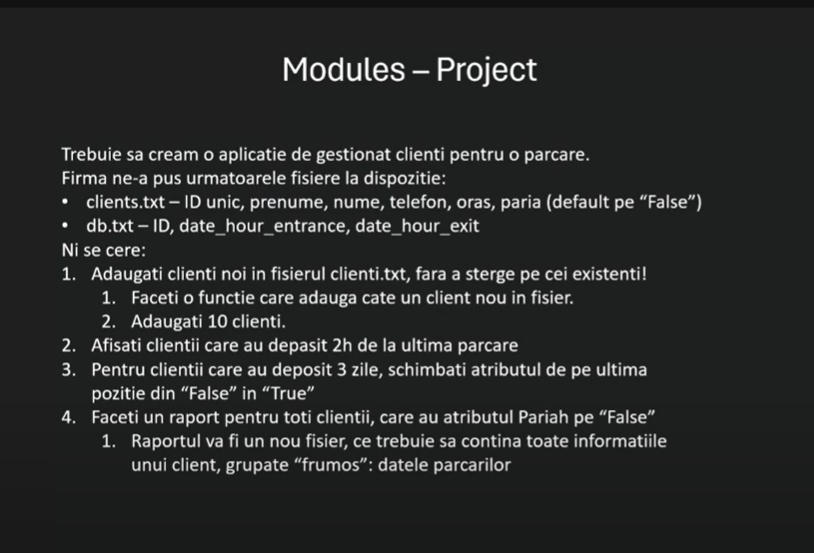 Modules – Project
Trebuie sa cream o aplicatie de gestionat clienti pentru o parcare.
Firma ne-a pus urmatoarele fisiere la dispozitie:
• clients.txt – ID unic, prenume, nume, telefon, oras, paria (default pe “False”)
• db.txt – ID, date_hour_entrance, date_hour_exit
Ni se cere:
1. Adaugati clienti noi in fisierul clienti.txt, fara a sterge pe cei existenti!
1. Faceti o functie care adauga cate un client nou in fisier.
2. Adaugati 10 clienti.
2. Afisati clientii care au depasit 2h de la ultima parcare
3. Pentru clientii care au deposit 3 zile, schimbati atributul de pe ultima
pozitie din “False” in “True”
4. Faceti un raport pentru toti clientii, care au atributul Pariah pe “False”
1. Raportul va fi un nou fisier, ce trebuie sa contina toate informatiile
unui client, grupate “frumos”: datele parcarilor